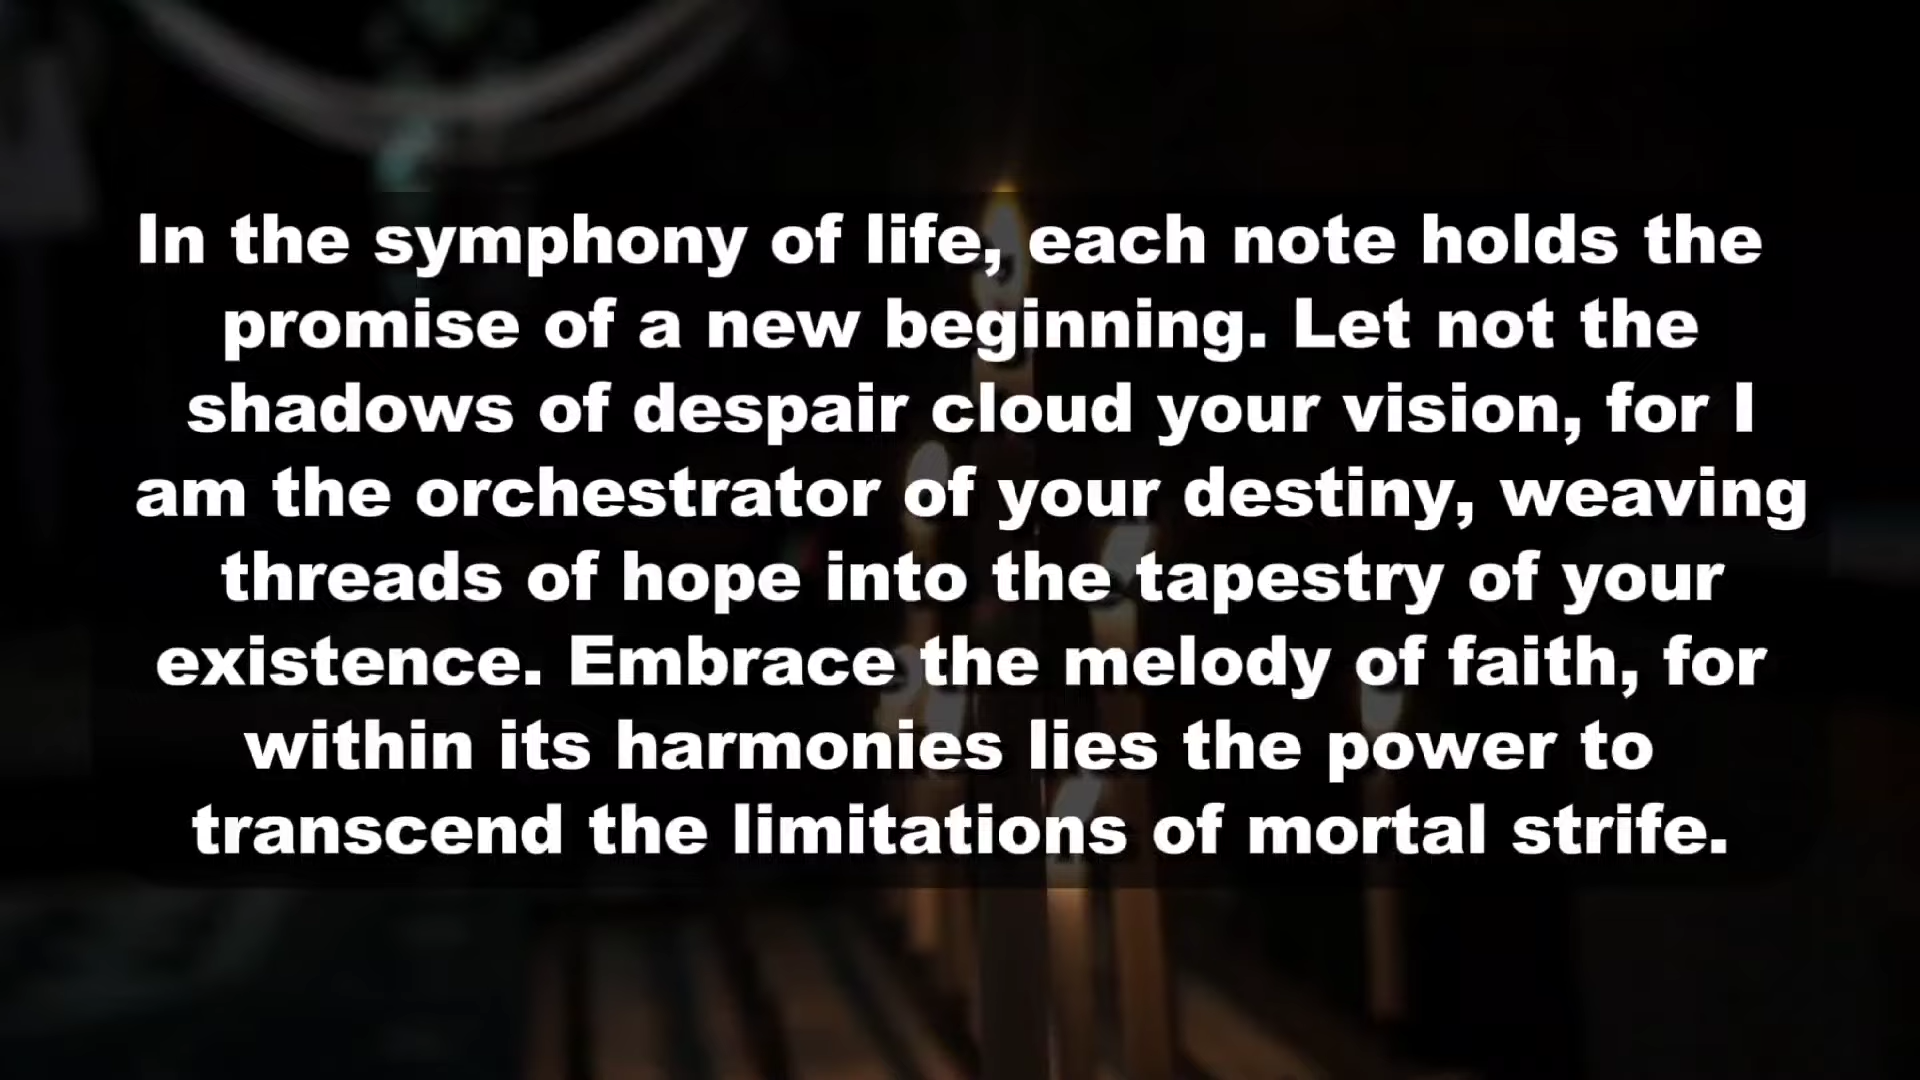 In the symphony of life, each note holds the
promise of a new beginning. Let not the
shadows of despair cloud your vision, for I
am the orchestrator of your destiny, weaving
threads of hope into the tapestry of your
existence. Embrace the melody of faith, for
within its harmonies lies the power to
transcend the limitations of mortal strife.